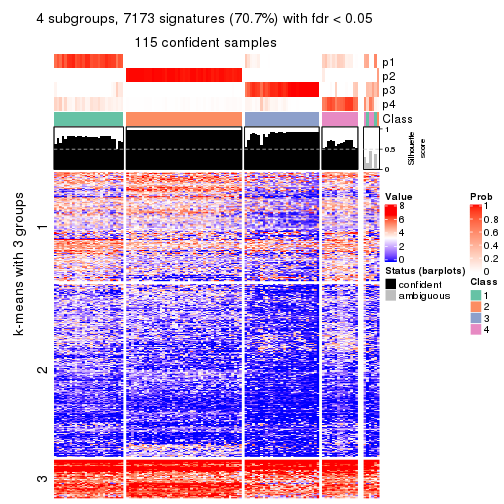 4 subgroups, 7173 signatures (70.7%) with fdr < 0.05
115 confident samples
p1
p2
p3
p4
Class
1
0.5
0
Silhouette
score
k-means with 3 groups
1
2
3
Value
8
6
4
2
0
Status (barplots)
confident
ambiguous
Prob
1
0.8
0.6
0.4
0.2
0
Class
1
2
3
4